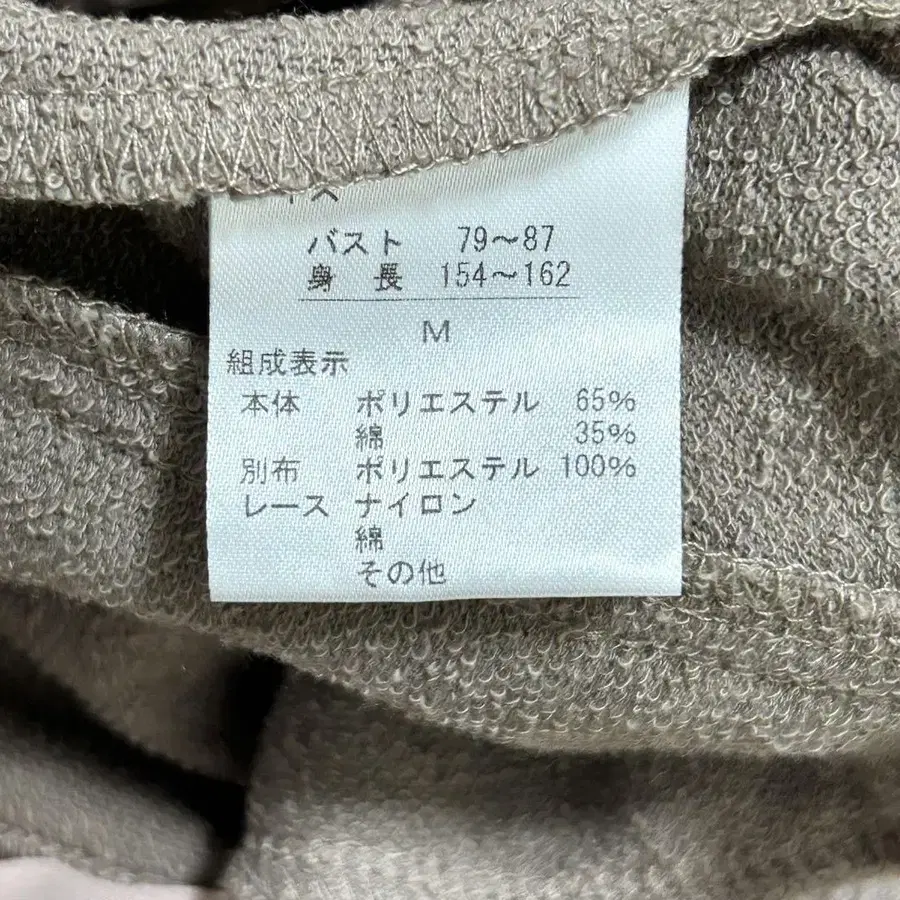 バスト 79～87
身長 154～162
M
組成表示
本体 ポリエステル 65%
綿 35%
別布 ポリエステル 100%
レース ナイロン
綿
その他